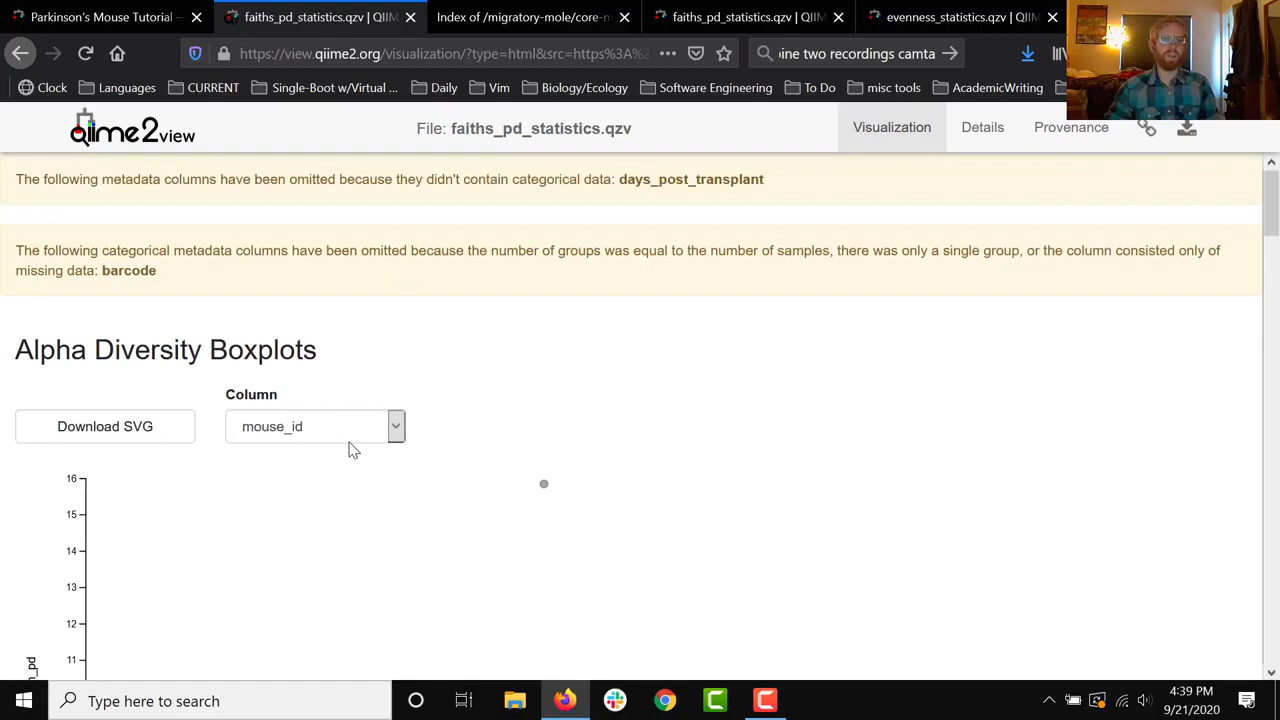 Parkinson's Mouse Tutorial —
faiths_pd_statistics.qzv | QIIM
Index of /migratory-mole/core-m
faiths_pd_statistics.qzv | QIIM
evenness_statistics.qzv | QIIM
https://view.qiime2.org/visualization/?type=html&src=https%3A%
ine two recordings camta
Clock
Languages
CURRENT
Single-Boot w/Vin...
Daily
Vim
Biology/Ecology
Software Engineering
To Do
misc tools
AcademicWriting
qiime2view
File: faiths_pd_statistics.qzv
Visualization
Details
Provenance
The following metadata columns have been omitted because they didn't contain categorical data: days_post_transplant
The following categorical metadata columns have been omitted because the number of groups was equal to the number of samples, there was only a single group, or the column consisted only of
missing data: barcode
Alpha Diversity Boxplots
Column
Download SVG
mouse_id
16
15
14
13
12
11
h_pd
Type here to search
4:39 PM
9/21/2020